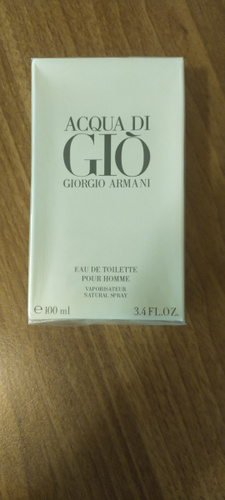 ACQUA DI
GIÒ
GIORGIO ARMANI
EAU DE TOILETTE
POUR HOMME
VAPORISATEUR
NATURAL SPRAY
℮ 100 ml 3.4 FL.OZ.